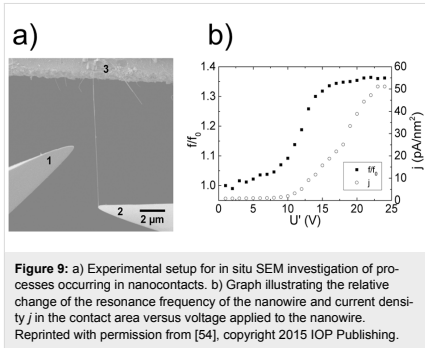 a)
b)
3
1
2
2 µm
1.4
1.3
1.2
1.1
1.0
f/f0
60
50
40
30
20
10
0
j (pA/nm²)
f/f0
j
0 5 10 15 20 25
U' (V)
Figure 9: a) Experimental setup for in situ SEM investigation of pro-
cesses occurring in nanocontacts. b) Graph illustrating the relative
change of the resonance frequency of the nanowire and current den-
sity j in the contact area versus voltage applied to the nanowire.
Reprinted with permission from [54], copyright 2015 IOP Publishing.